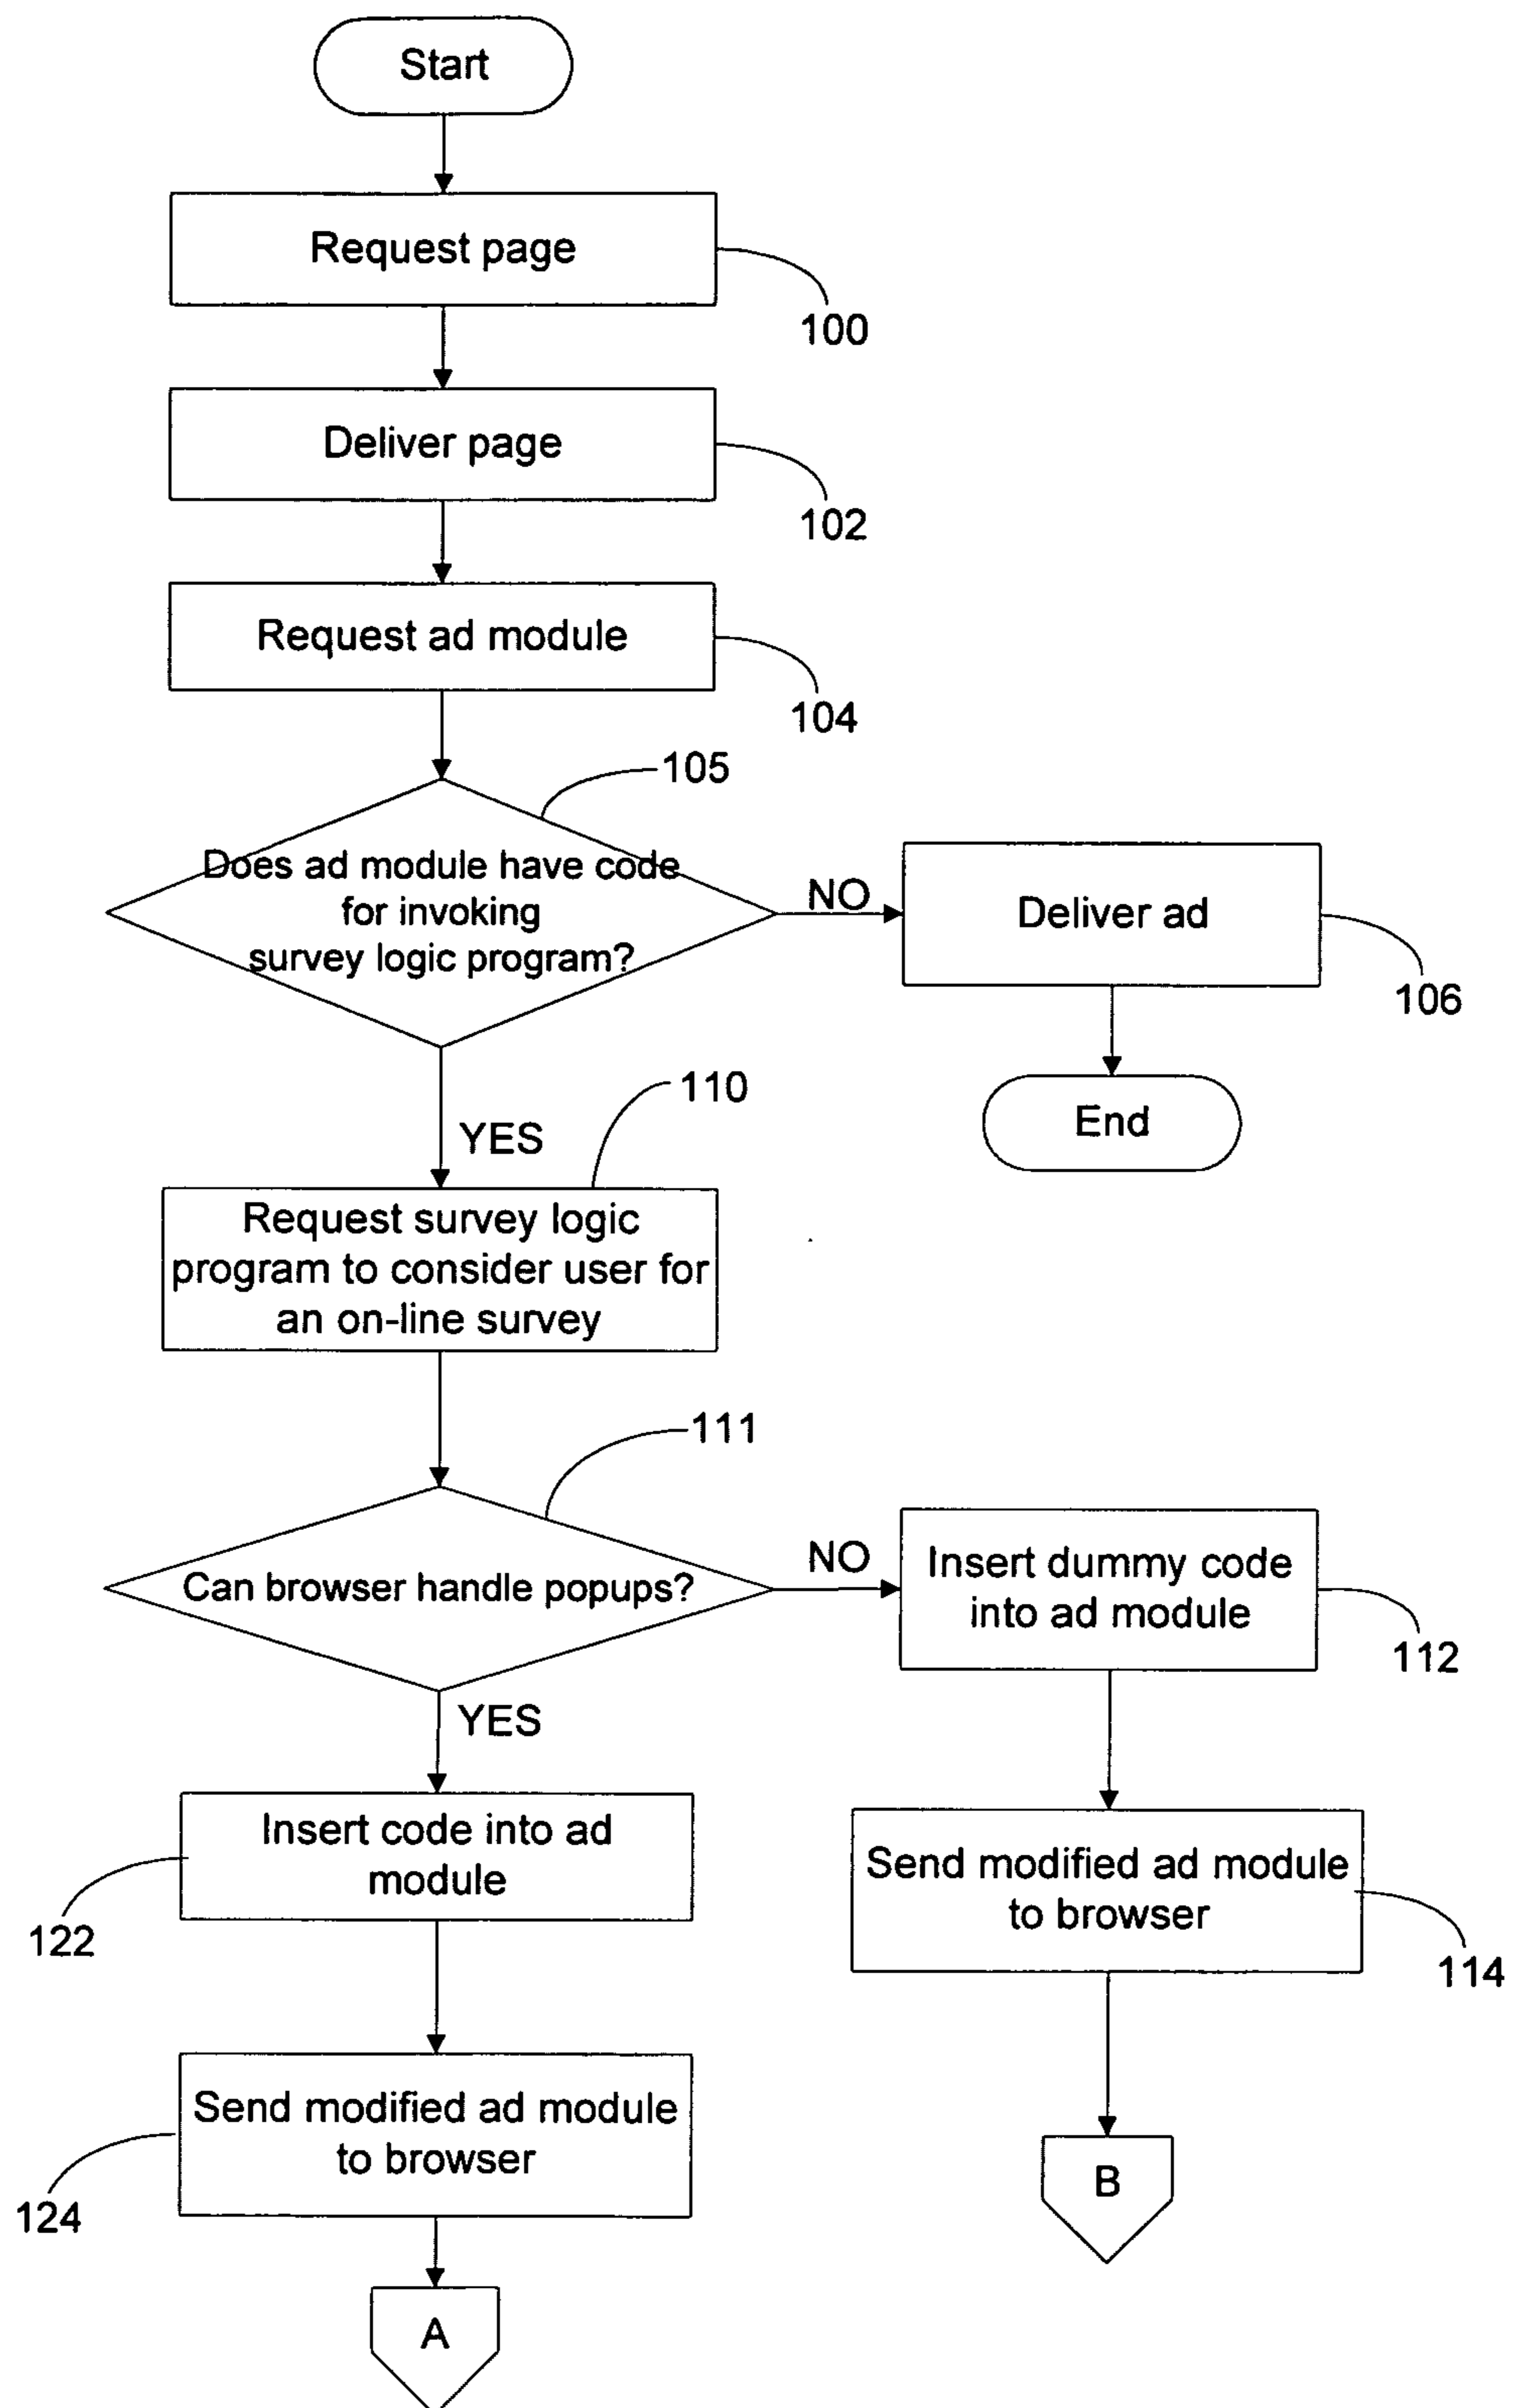 Start
Request page
100
Deliver page
102
Request ad module
104
105
Does ad module have code
for invoking
survey logic program?
NO
Deliver ad
106
End
YES
110
Request survey logic
program to consider user for
an on-line survey
111
Can browser handle popups?
NO
Insert dummy code
into ad module
112
YES
Insert code into ad
module
122
Send modified ad module
to browser
114
Send modified ad module
to browser
124
B
A